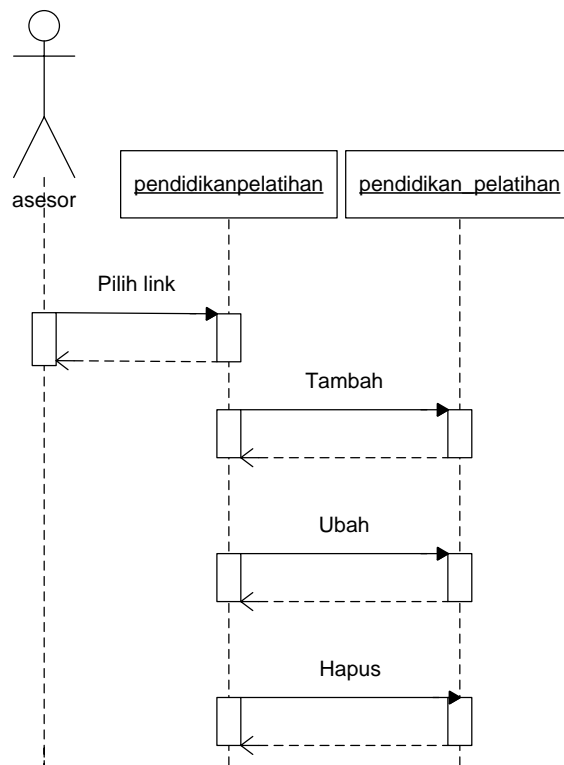 asesor
pendidikanpelatihan
pendidikan_pelatihan
Pilih link
Tambah
Ubah
Hapus